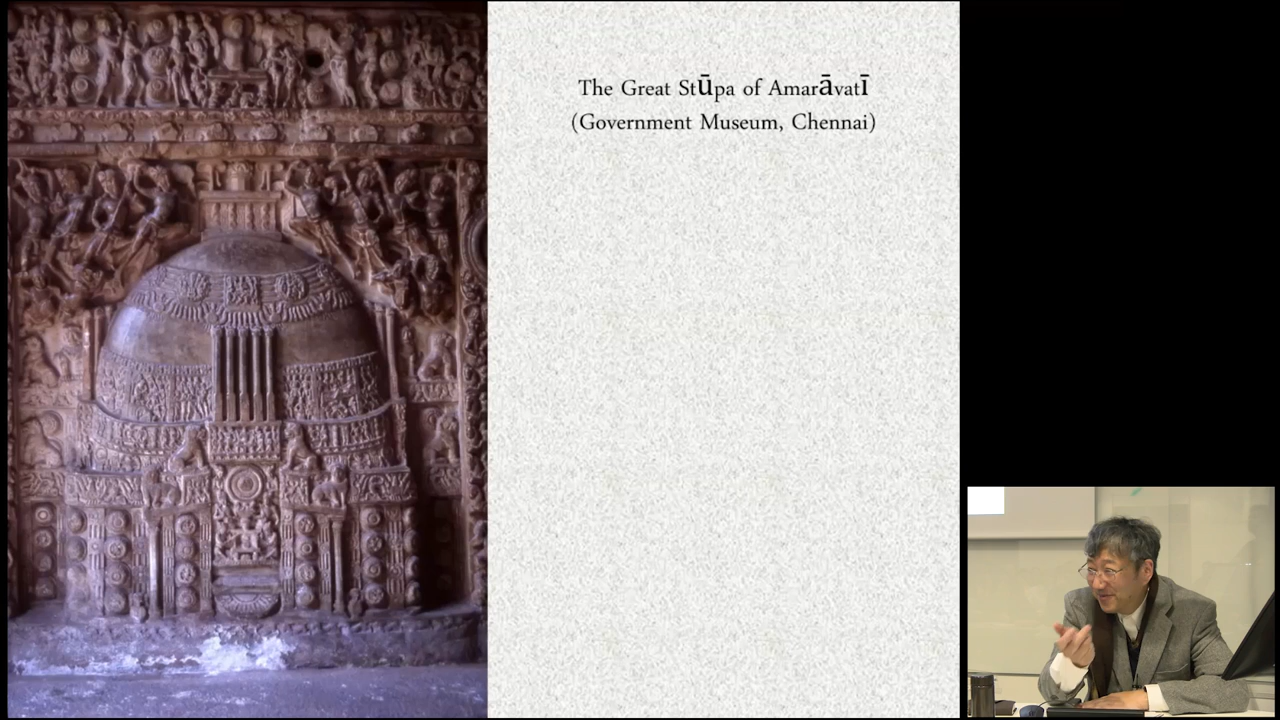 The Great Stūpa of Amarāvatī
(Government Museum, Chennai)